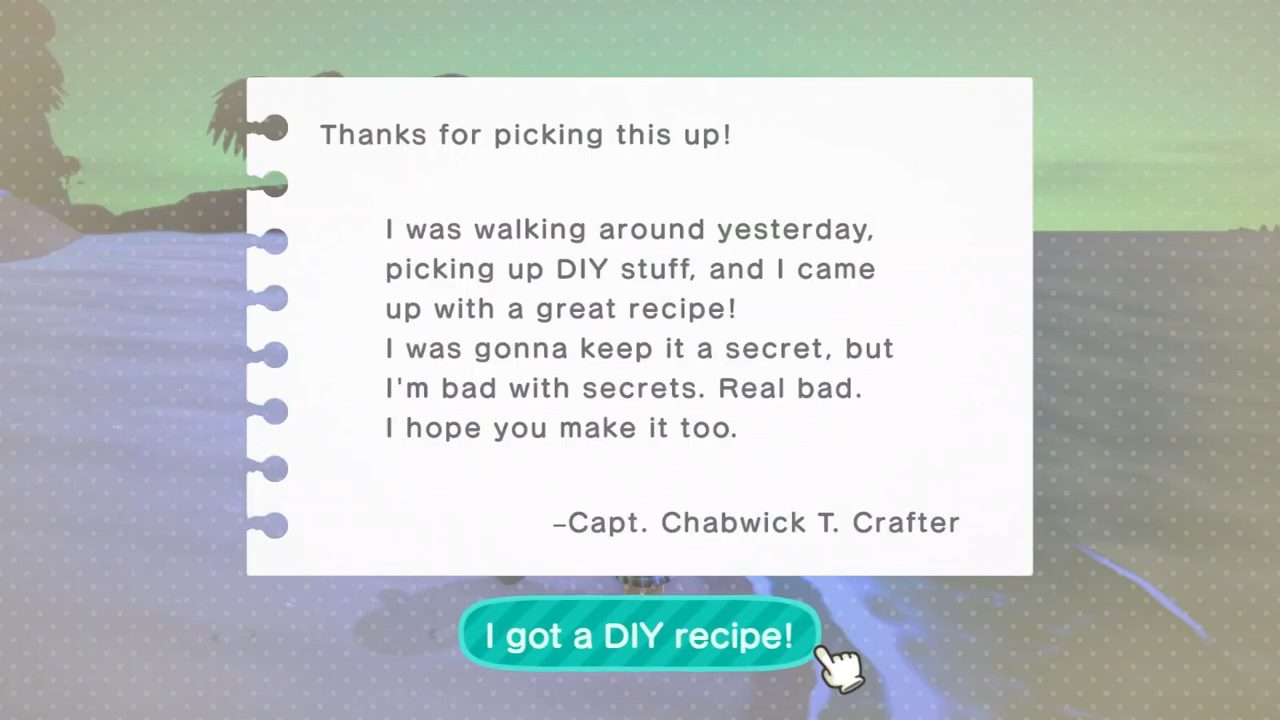 Thanks for picking this up!
I was walking around yesterday,
picking up DIY stuff, and I came
up with a great recipe!
I was gonna keep it a secret, but
I'm bad with secrets. Real bad.
I hope you make it too.
–Capt. Chabwick T. Crafter
I got a DIY recipe!